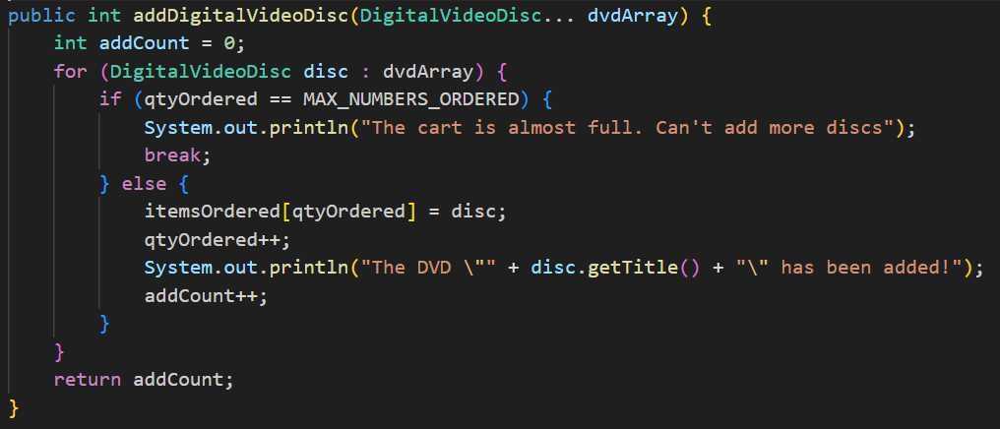 public int addDigitalVideoDisc(DigitalVideoDisc... dvdArray) {
    int addCount = 0;
    for (DigitalVideoDisc disc : dvdArray) {
        if (qtyOrdered == MAX_NUMBERS_ORDERED) {
            System.out.println("The cart is almost full. Can't add more discs");
            break;
        } else {
            itemsOrdered[qtyOrdered] = disc;
            qtyOrdered++;
            System.out.println("The DVD \"" + disc.getTitle() + "\" has been added!");
            addCount++;
        }
    }
    return addCount;
}